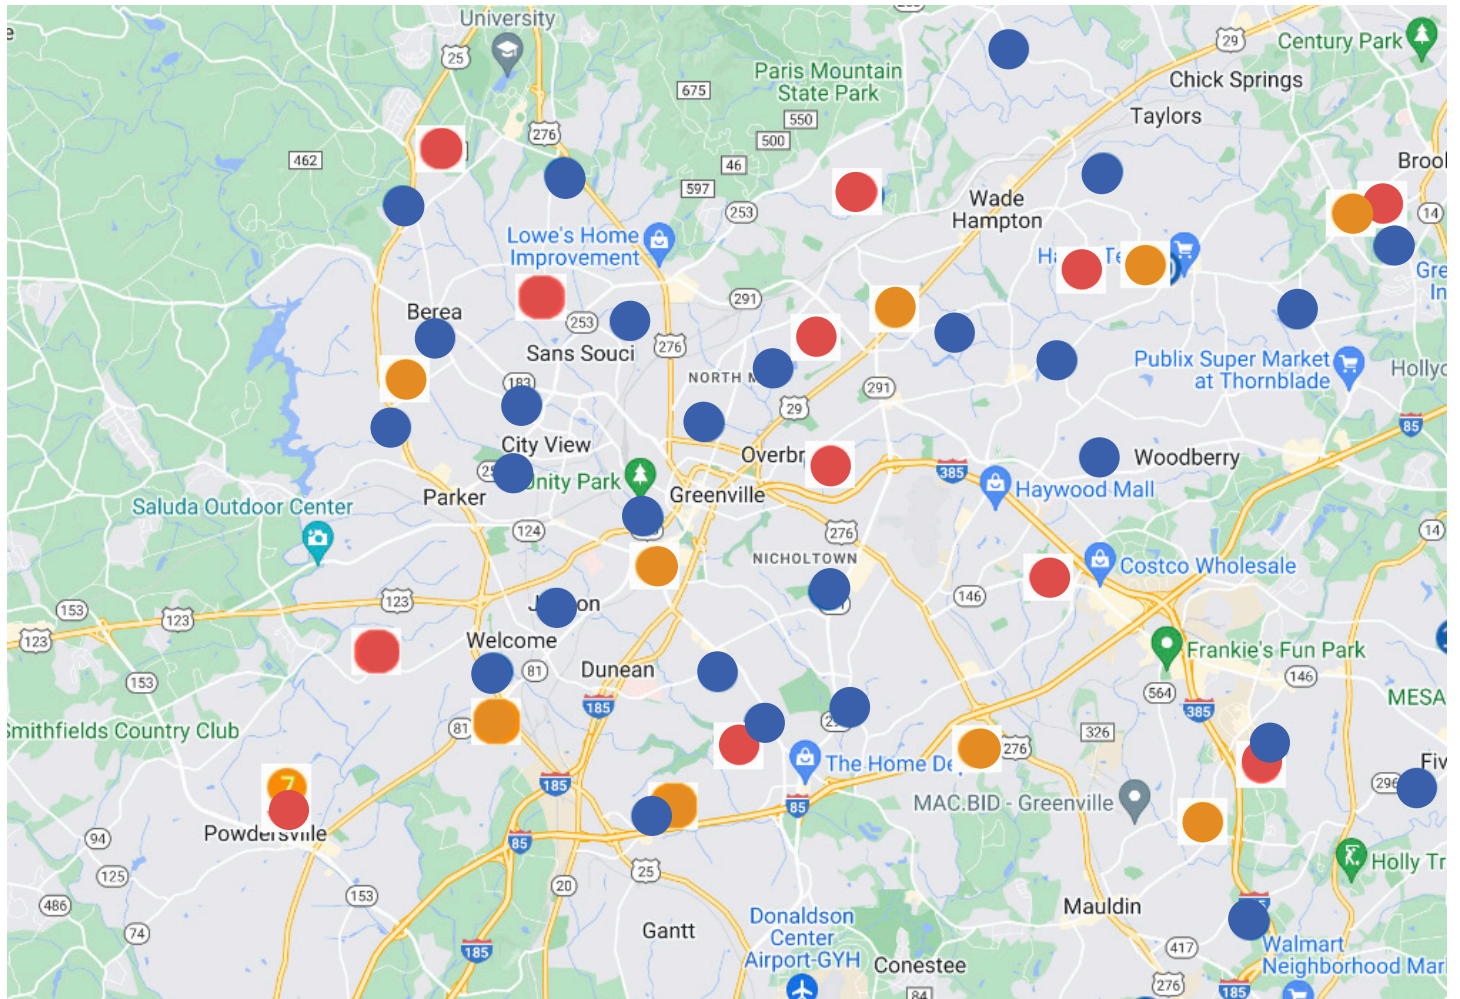 University
29
Century Park
25
Chick Springs
Paris Mountain
State Park
675
Taylors
550
276
500
462
46
597
Wade
Hampton
253
14
Lowe's Home
Improvement
291
Berea
253
Sans Souci
276
Publix Super Market
at Thornblade
183
291
29
85
City View
Unity Park
385
Woodberry
Parker
Greenville
Haywood Mall
Saluda Outdoor Center
124
276
14
NICHOLTOWN
Costco Wholesale
123
146
153
123
123
Welcome
Frankie's Fun Park
81
Dunean
146
153
564
185
385
Smithfields Country Club
81
326
276
The Home De
7
185
85
MAC.BID - Greenville
296
Powdersville
94
85
Holly Tr
125
25
20
153
486
Mauldin
74
Gantt
Donaldson
Center
Airport-GYH
185
417
Walmart
Neighborhood Mar
Conestee
276
185
84